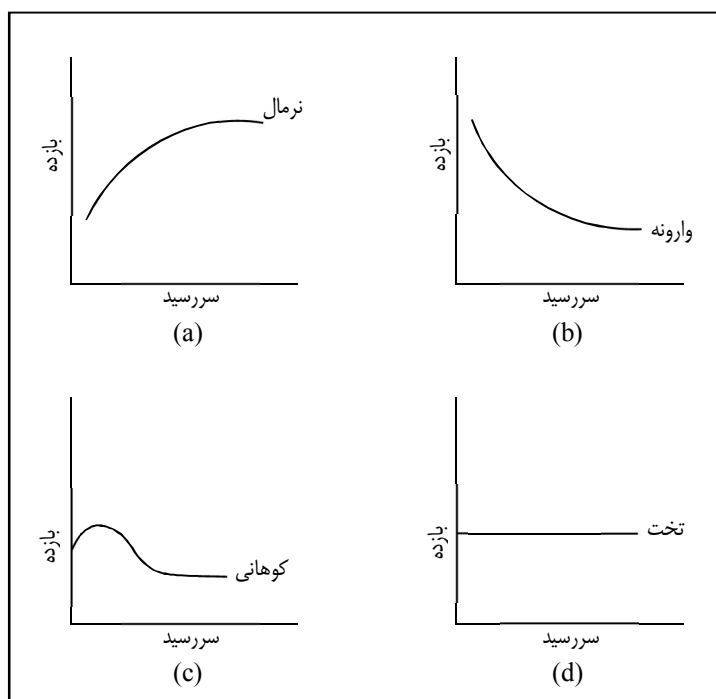 نرمال
بازده
سررسید
(a)
وارونه
بازده
سررسید
(b)
کوهانی
بازده
سررسید
(c)
تخت
بازده
سررسید
(d)